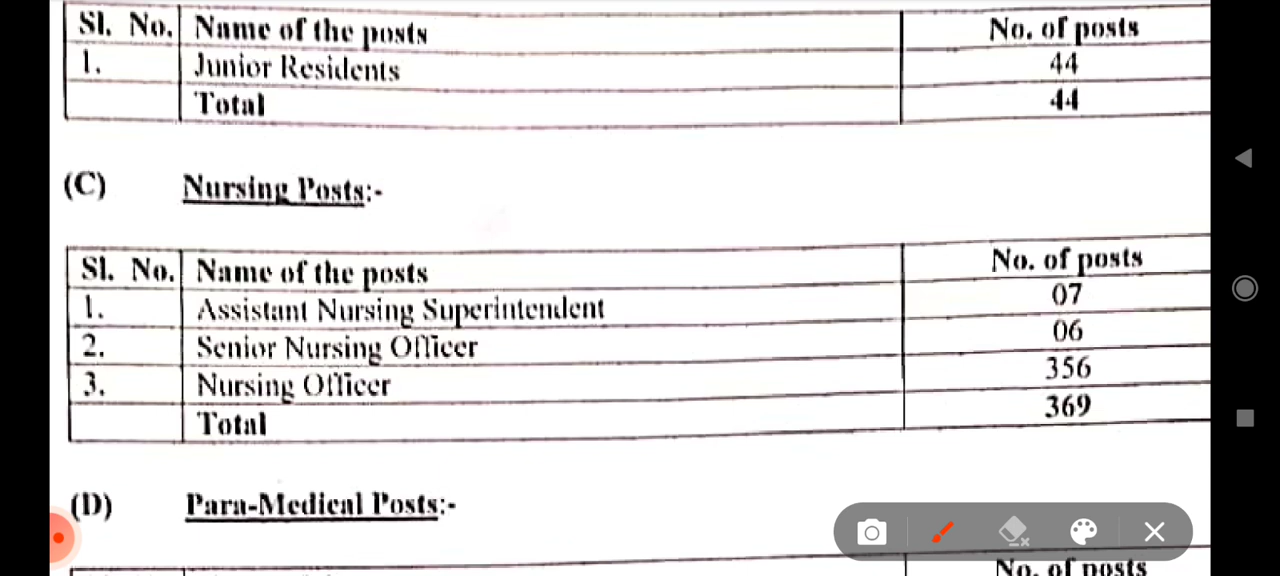 Sl. No. Name of the posts No. of posts
1. Junior Residents 44
Total 44
(C) Nursing Posts:-
Sl. No. Name of the posts No. of posts
1. Assistant Nursing Superintendent 07
2. Senior Nursing Officer 06
3. Nursing Officer 356
Total 369
(D) Para-Medical Posts:-
No. of posts